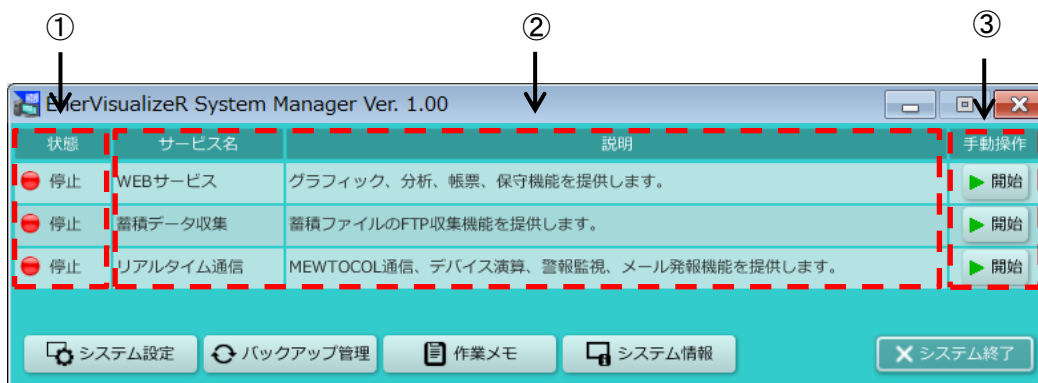 ① ② ③
EnerVisualizeR System Manager Ver. 1.00
状態 サービス名 説明 手動操作
停止 WEBサービス グラフィック、分析、帳票、保守機能を提供します。 開始
停止 蓄積データ収集 蓄積ファイルのFTP収集機能を提供します。 開始
停止 リアルタイム通信 MEWTOCOL通信、デバイス演算、警報監視、メール発報機能を提供します。 開始
システム設定 バックアップ管理 作業メモ システム情報 システム終了